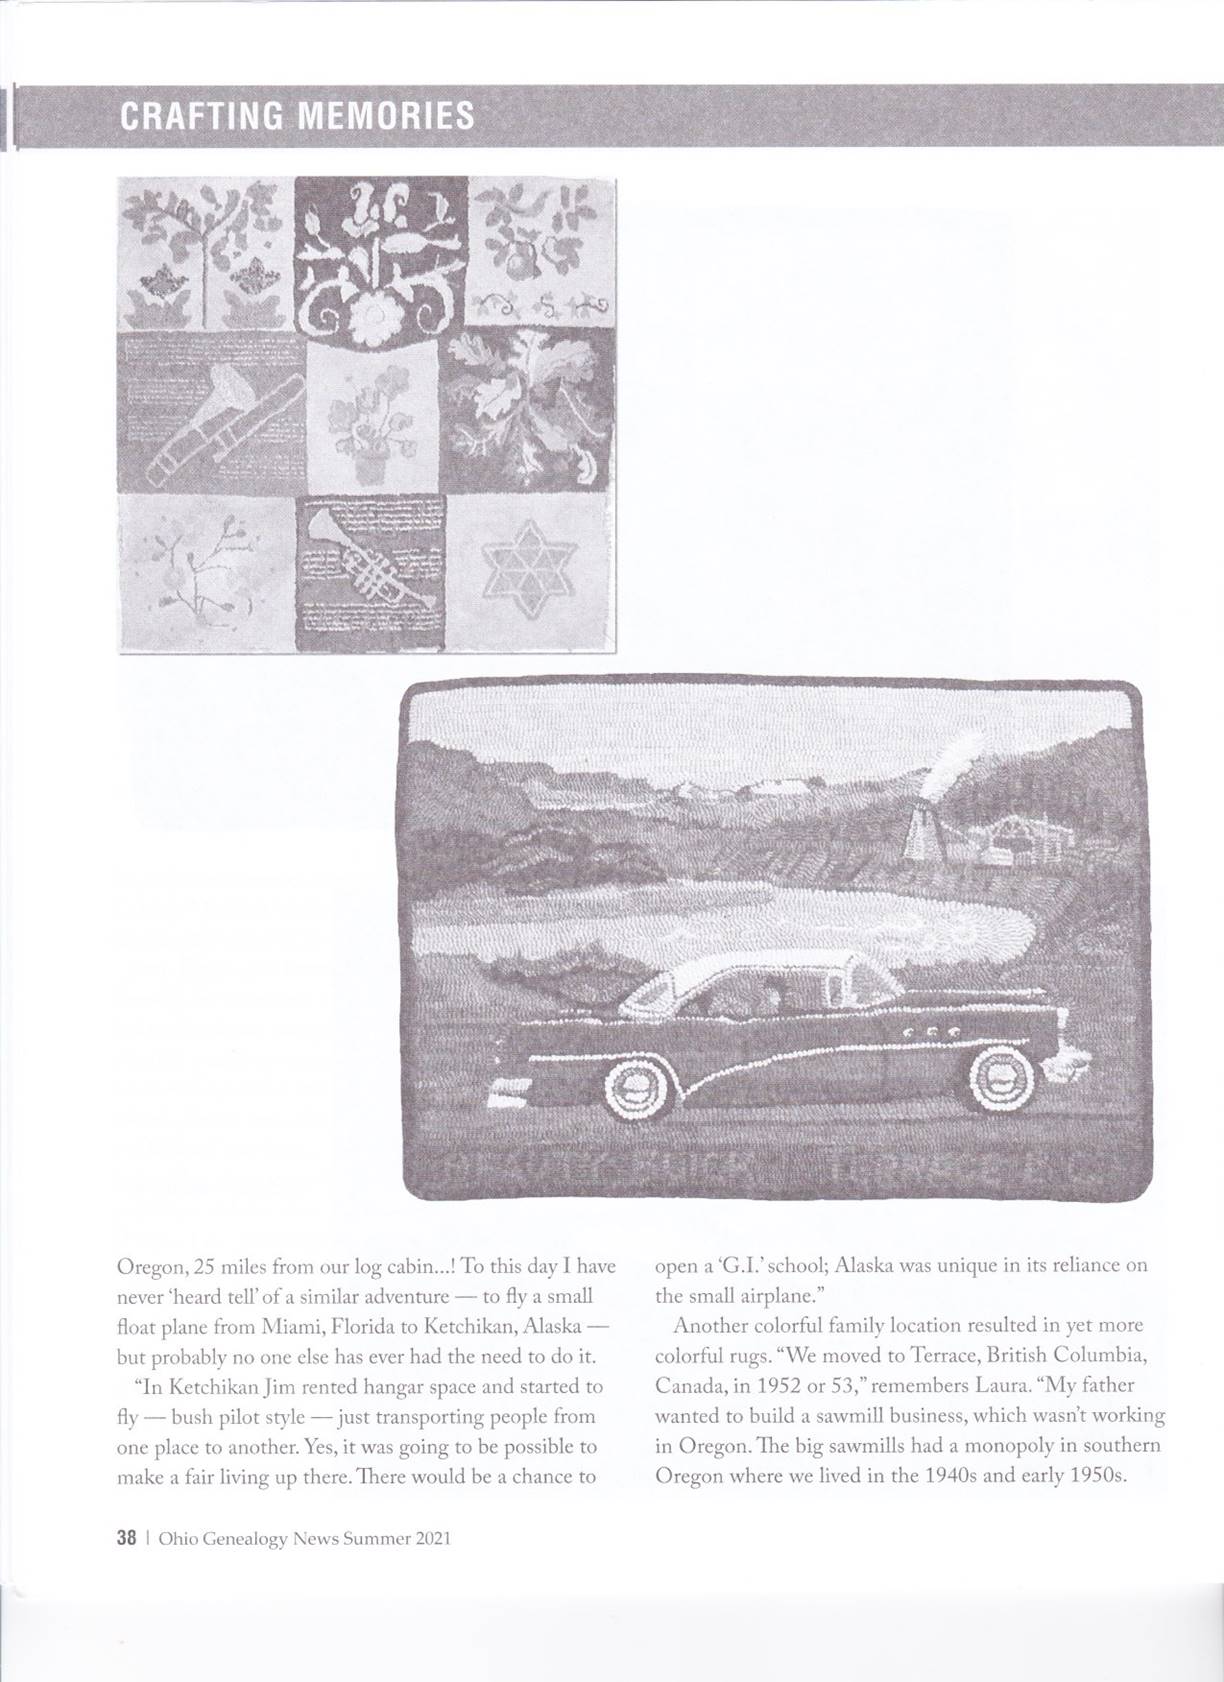 CRAFTING MEMORIES
Oregon, 25 miles from our log cabin...! To this day I have
never ‘heard tell’ of a similar adventure — to fly a small
float plane from Miami, Florida to Ketchikan, Alaska —
but probably no one else has ever had the need to do it.
“In Ketchikan Jim rented hangar space and started to
fly — bush pilot style — just transporting people from
one place to another. Yes, it was going to be possible to
make a fair living up there. There would be a chance to
open a ‘G.I.’ school; Alaska was unique in its reliance on
the small airplane.”
Another colorful family location resulted in yet more
colorful rugs. “We moved to Terrace, British Columbia,
Canada, in 1952 or 53,” remembers Laura. “My father
wanted to build a sawmill business, which wasn’t working
in Oregon. The big sawmills had a monopoly in southern
Oregon where we lived in the 1940s and early 1950s.
38 | Ohio Genealogy News Summer 2021